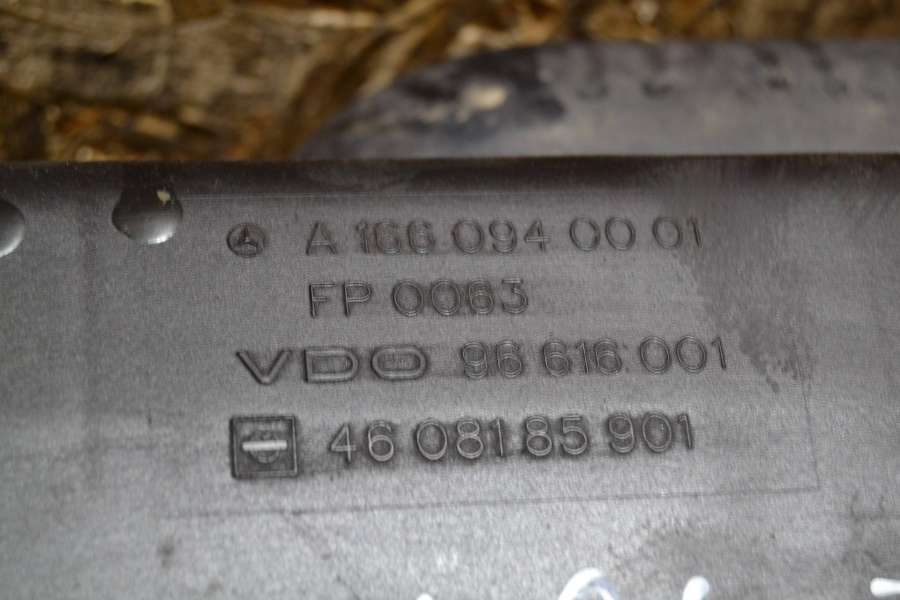 A 166 094 00 01
FP 0063
VDO 96 616 001
46 081 85 901